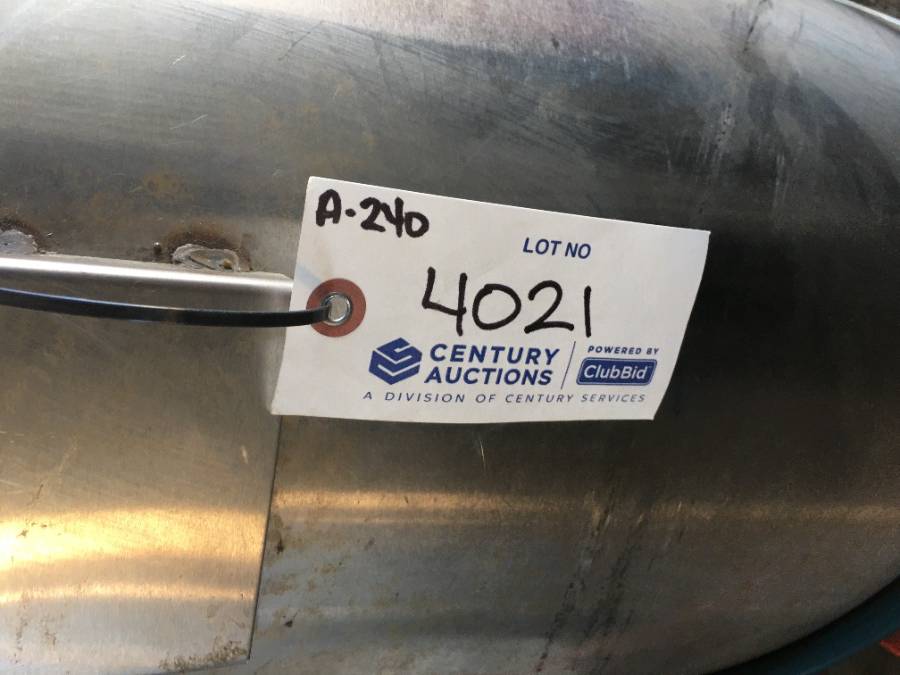 A-240
LOT NO
4021
CENTURY AUCTIONS
POWERED BY
ClubBid
A DIVISION OF CENTURY SERVICES